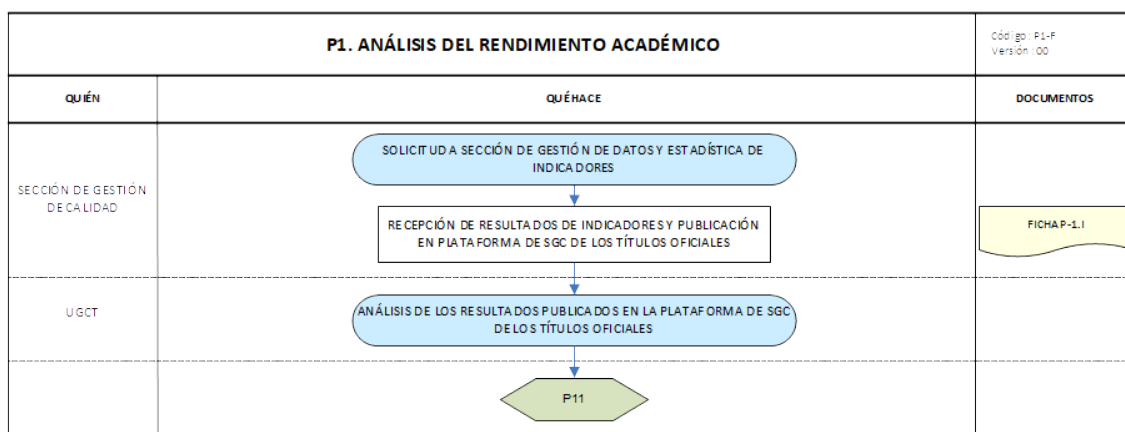 P1. ANÁLISIS DEL RENDIMIENTO ACADÉMICO
Código: P1-F
Versión: 00
QUIÉN
QUÉ HACE
DOCUMENTOS
SECCIÓN DE GESTIÓN
DE CALIDAD
SOLICITUD A SECCIÓN DE GESTIÓN DE DATOS Y ESTADÍSTICA DE
INDICADORES
RECEPCIÓN DE RESULTADOS DE INDICADORES Y PUBLICACIÓN
EN PLATAFORMA DE SGC DE LOS TÍTULOS OFICIALES
FICHA P-1.I
UGCT
ANÁLISIS DE LOS RESULTADOS PUBLICADOS EN LA PLATAFORMA DE SGC
DE LOS TÍTULOS OFICIALES
P11